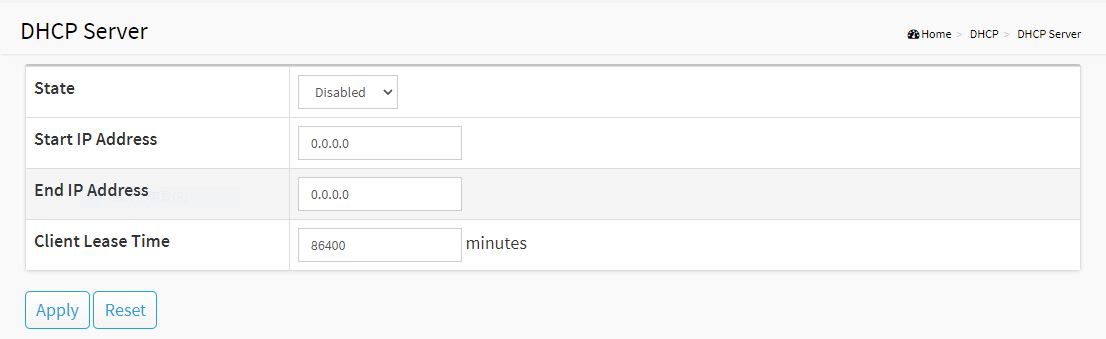 DHCP Server
Home > DHCP > DHCP Server
State Disabled
Start IP Address 0.0.0.0
End IP Address 0.0.0.0
Client Lease Time 86400 minutes
Apply Reset